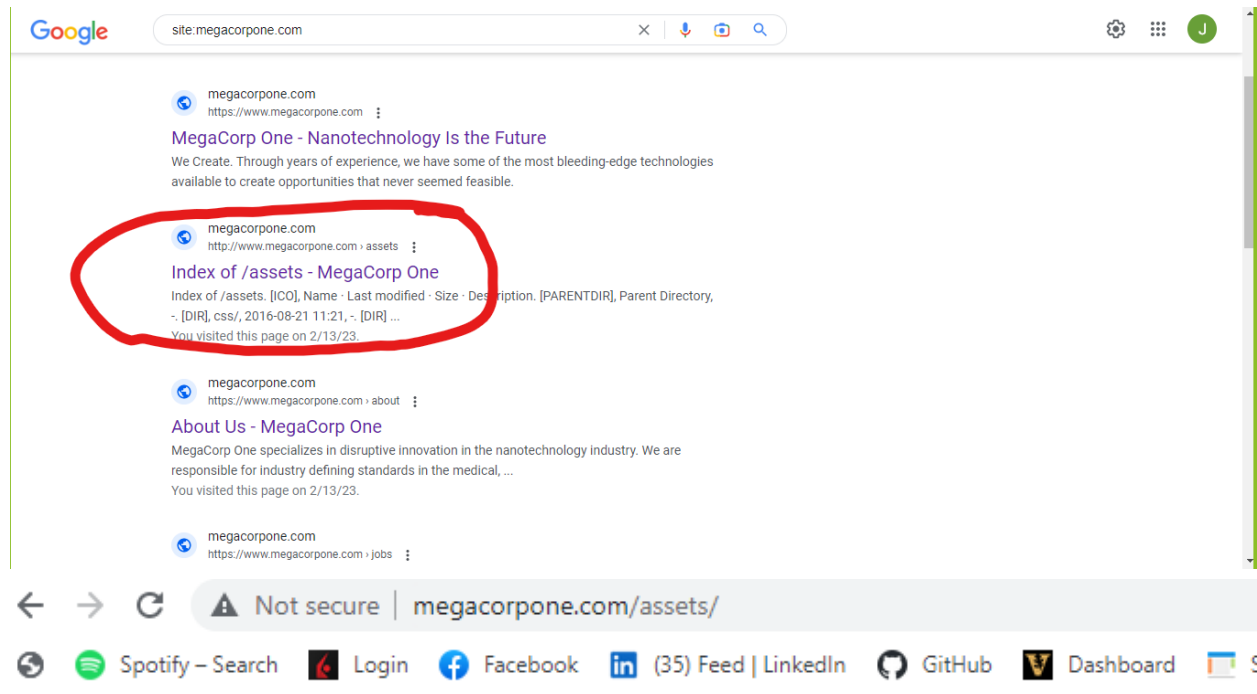 Google site:megacorpone.com J
megacorpone.com
https://www.megacorpone.com
MegaCorp One - Nanotechnology Is the Future
We Create. Through years of experience, we have some of the most bleeding-edge technologies
available to create opportunities that never seemed feasible.
megacorpone.com
http://www.megacorpone.com › assets
Index of /assets - MegaCorp One
Index of /assets. [ICO], Name · Last modified · Size · Description. [PARENTDIR], Parent Directory,
-. [DIR], css/, 2016-08-21 11:21, -. [DIR] ...
You visited this page on 2/13/23.
megacorpone.com
https://www.megacorpone.com › about
About Us - MegaCorp One
MegaCorp One specializes in disruptive innovation in the nanotechnology industry. We are
responsible for industry defining standards in the medical, ...
You visited this page on 2/13/23.
megacorpone.com
https://www.megacorpone.com › jobs
Not secure | megacorpone.com/assets/
Spotify – Search Login Facebook (35) Feed | LinkedIn GitHub Dashboard